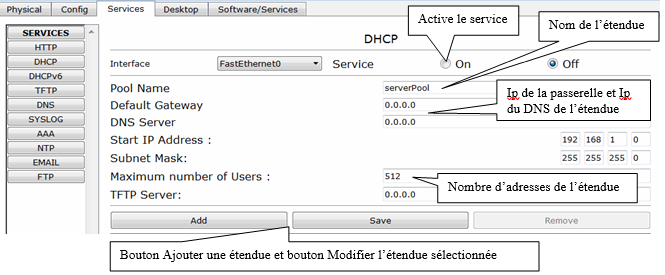 Physical Config Services Desktop Software/Services
Active le service
Nom de l'étendue
SERVICES
HTTP
DHCP
DHCPv6
TFTP
DNS
SYSLOG
AAA
NTP
EMAIL
FTP
DHCP
Interface FastEthernet0 Service On Off
Pool Name serverPool
Default Gateway 0.0.0.0
DNS Server 0.0.0.0
Ip de la passerelle et Ip
du DNS de l'étendue
Start IP Address : 192 168 1 0
Subnet Mask: 255 255 255 0
Maximum number of Users : 512
Nombre d'adresses de l'étendue
TFTP Server: 0.0.0.0
Add Save Remove
Bouton Ajouter une étendue et bouton Modifier l'étendue sélectionnée